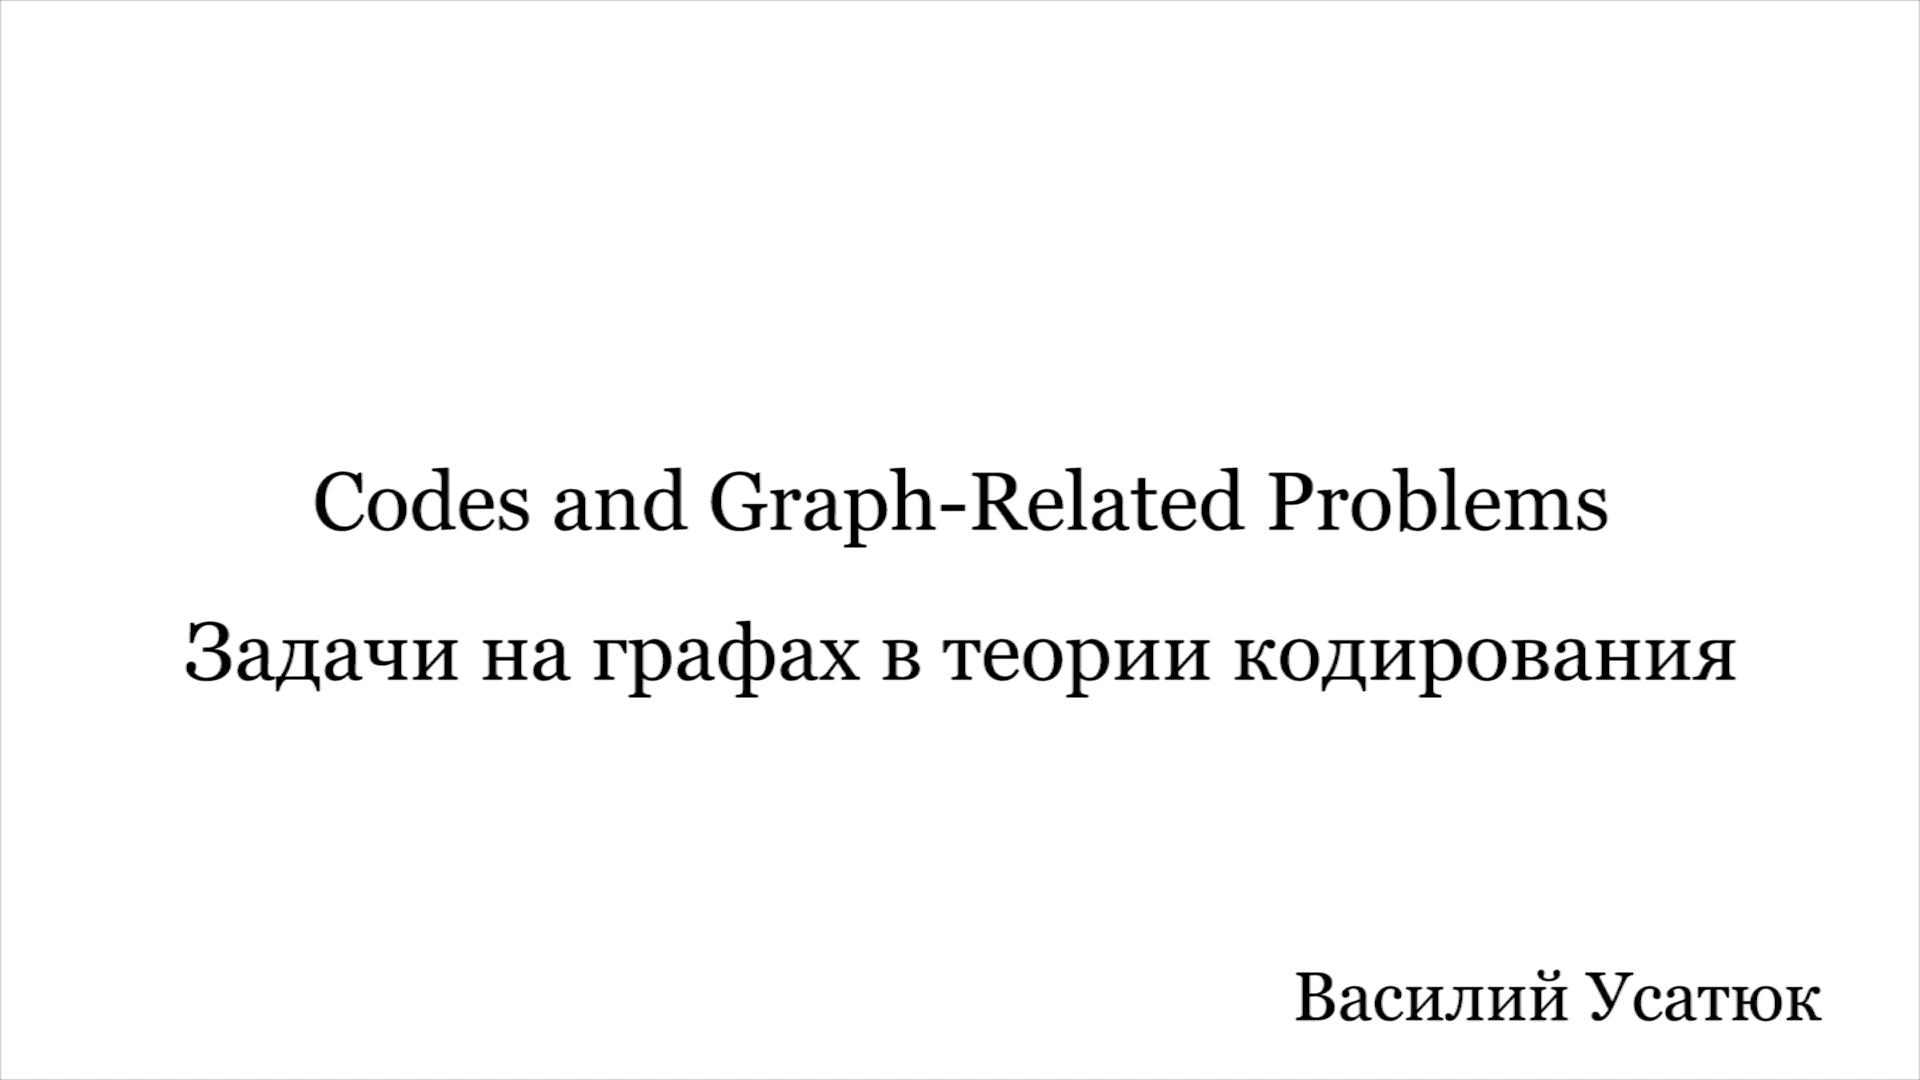 Codes and Graph-Related Problems
Задачи на графах в теории кодирования
Василий Усатюк